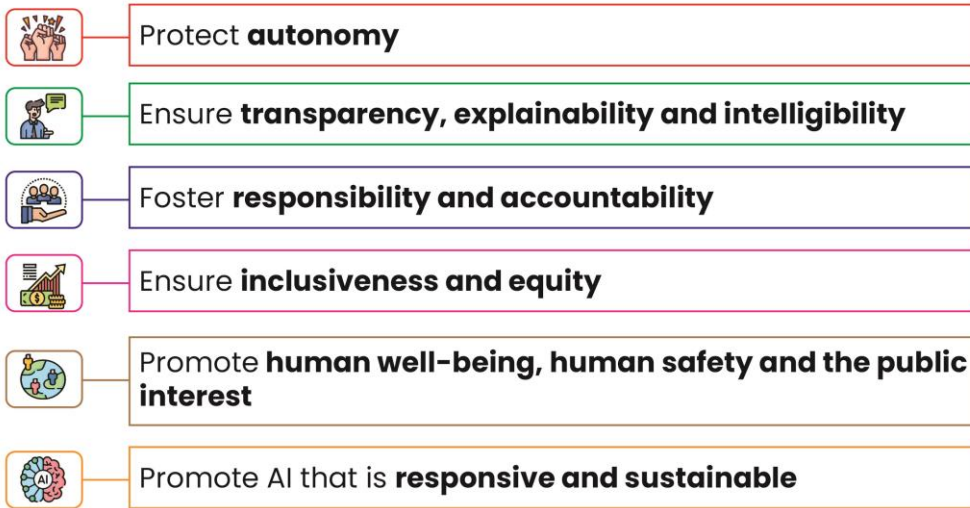 Protect autonomy
Ensure transparency, explainability and intelligibility
Foster responsibility and accountability
Ensure inclusiveness and equity
Promote human well-being, human safety and the public
interest
AI
Promote AI that is responsive and sustainable